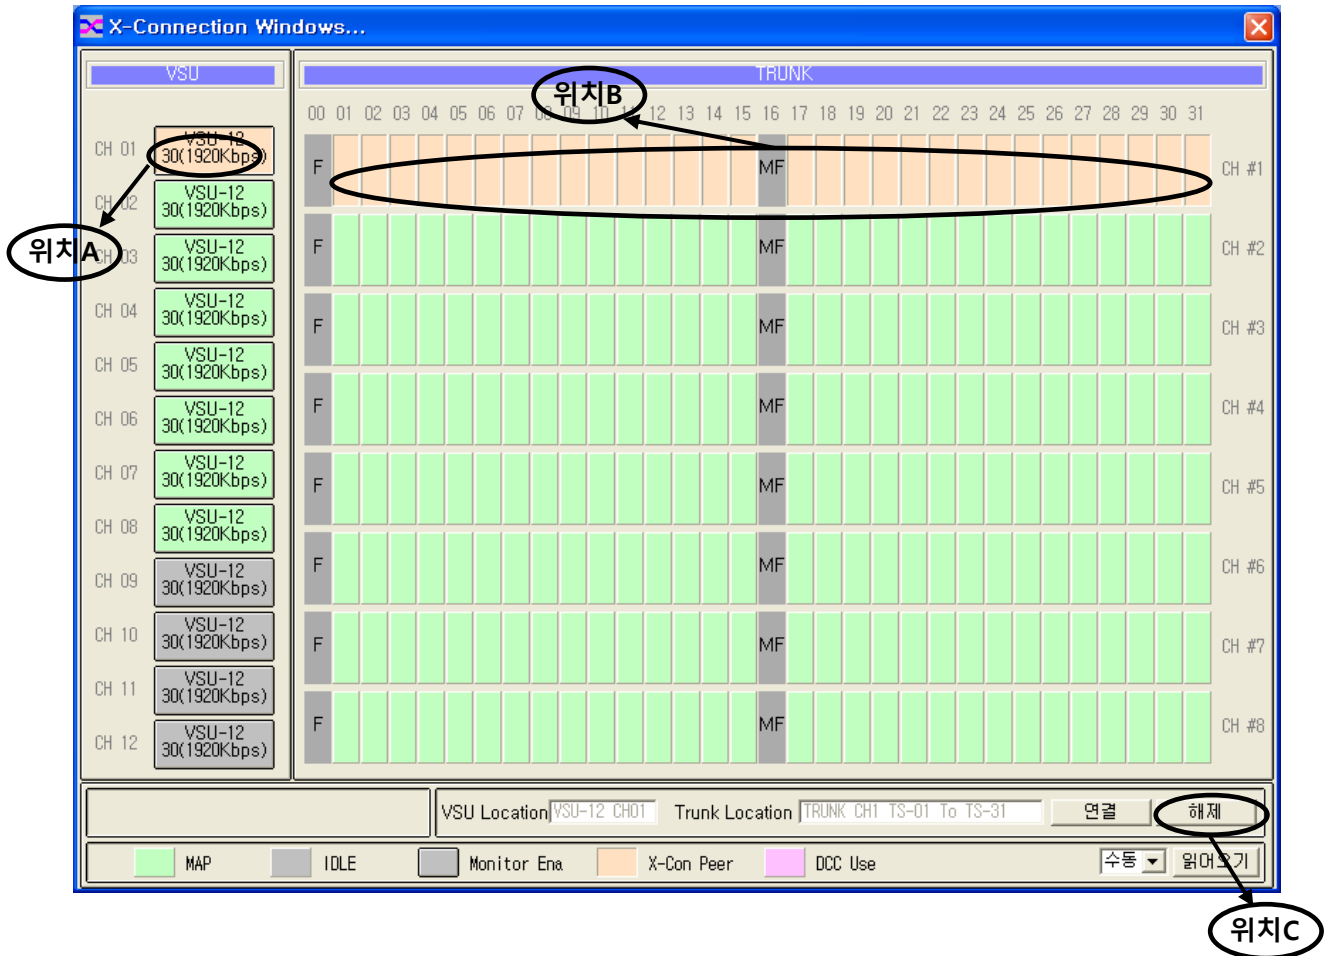 X-Connection Windows...
VSU
TRUNK
위치B
00 01 02 03 04 05 06 07 08 09 10 11 12 13 14 15 16 17 18 19 20 21 22 23 24 25 26 27 28 29 30 31
CH 01
VSU-12
30(1920Kbps)
F
MF
CH #1
CH 02
VSU-12
30(1920Kbps)
위치A
CH 03
VSU-12
30(1920Kbps)
F
MF
CH #2
CH 04
VSU-12
30(1920Kbps)
F
MF
CH #3
CH 05
VSU-12
30(1920Kbps)
CH 06
VSU-12
30(1920Kbps)
F
MF
CH #4
CH 07
VSU-12
30(1920Kbps)
F
MF
CH #5
CH 08
VSU-12
30(1920Kbps)
CH 09
VSU-12
30(1920Kbps)
F
MF
CH #6
CH 10
VSU-12
30(1920Kbps)
F
MF
CH #7
CH 11
VSU-12
30(1920Kbps)
CH 12
VSU-12
30(1920Kbps)
F
MF
CH #8
VSU Location VSU-12 CH01 Trunk Location TRUNK CH1 TS-01 To TS-31 연결 해제
MAP IDLE Monitor Ena X-Con Peer DCC Use 수동 읽어오기
위치C